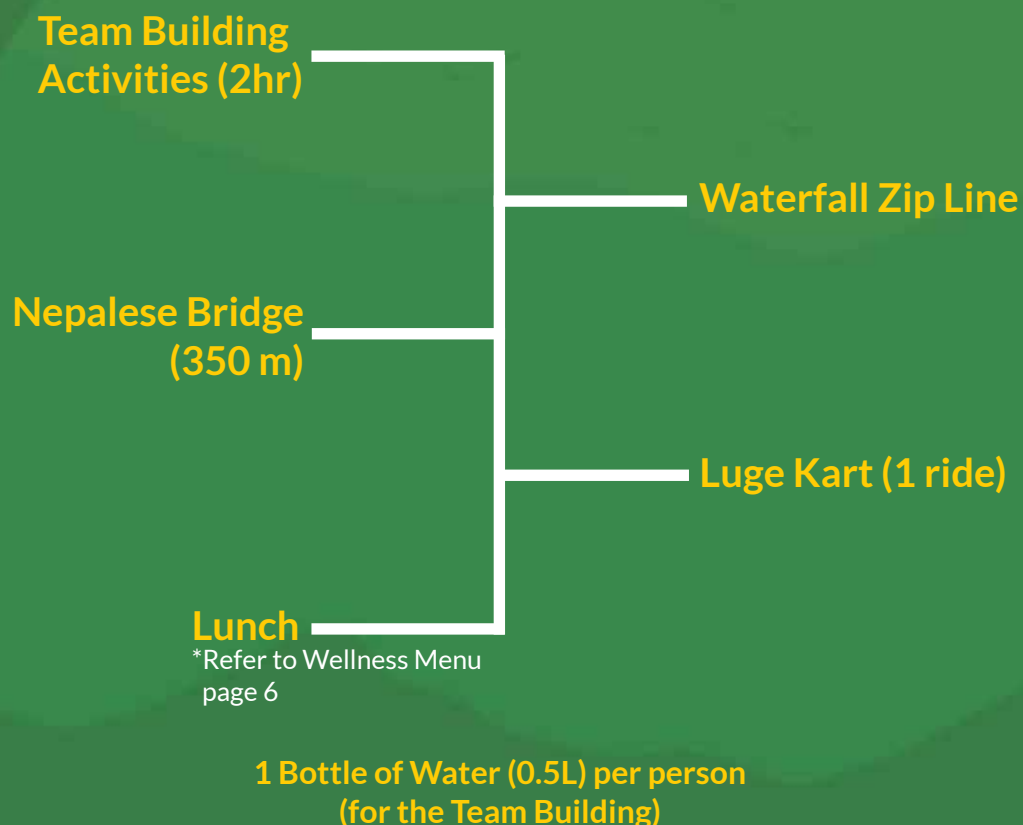 Team Building
Activities (2hr)
Waterfall Zip Line
Nepalese Bridge
(350 m)
Luge Kart (1 ride)
Lunch
*Refer to Wellness Menu
page 6
1 Bottle of Water (0.5L) per person
(for the Team Building)